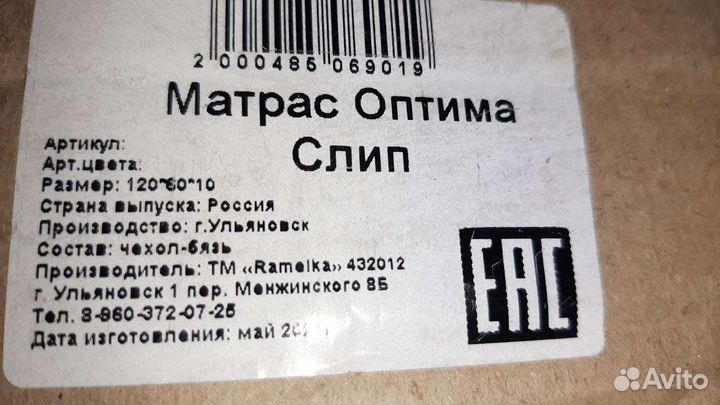 2 000485 069019
Матрас Оптима
Слип
Артикул:
Арт.цвета:
Размер: 120*60*10
Страна выпуска: Россия
Производство: г.Ульяновск
Состав: чехол-бязь
Производитель: ТМ «Ramelka» 432012
г. Ульяновск 1 пер. Менжинского 8Б
Тел. 8-960-372-07-25
Дата изготовления: май
EAC
Avito